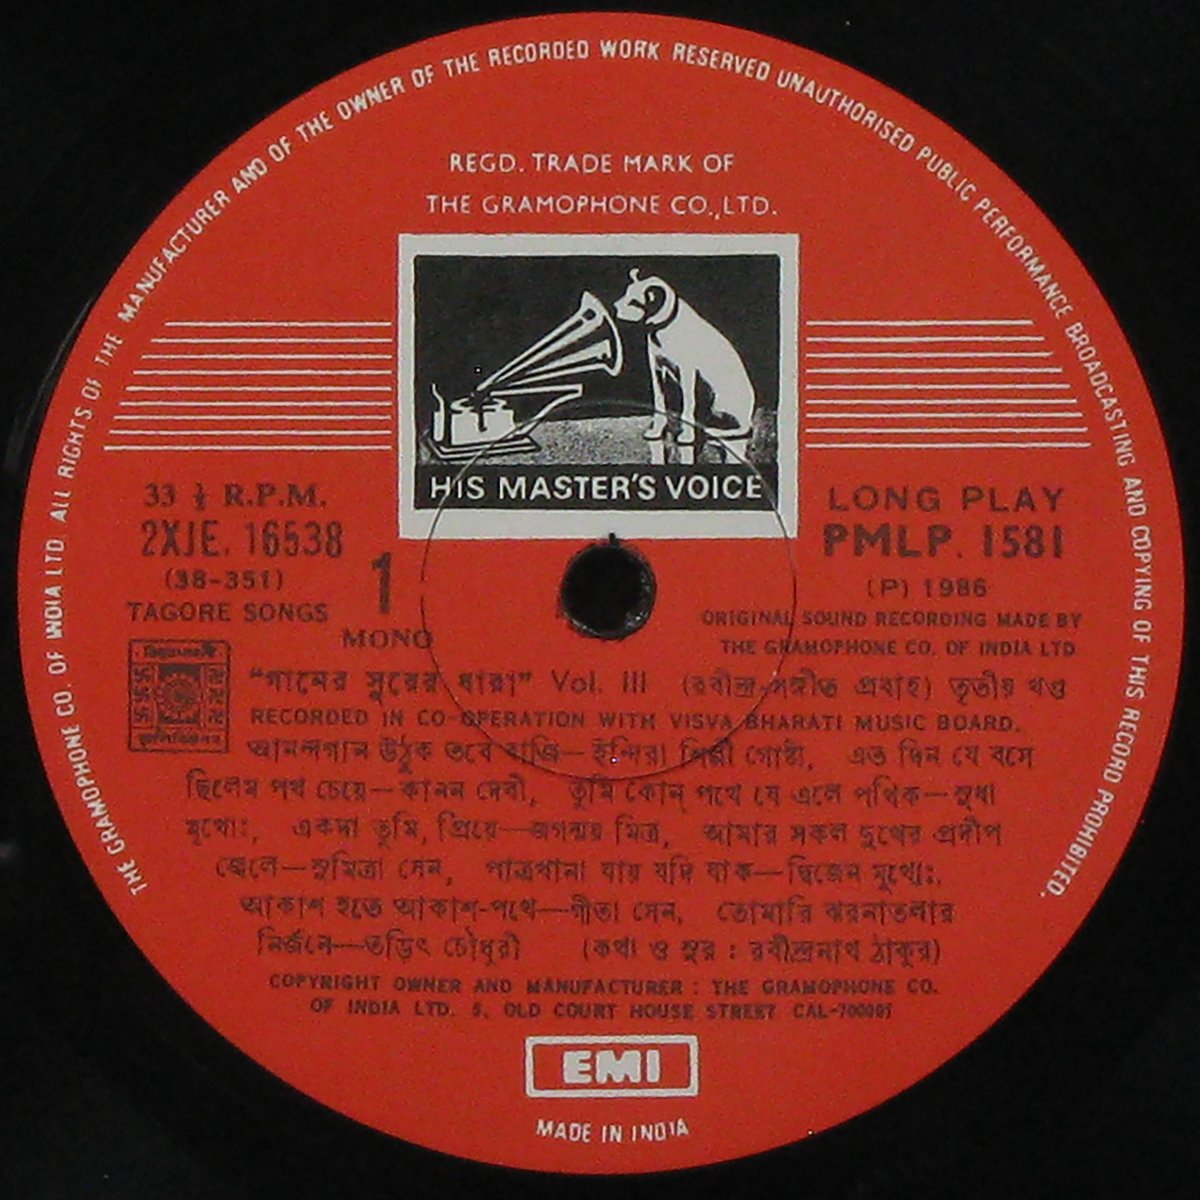 THE GRAMOPHONE CO. OF INDIA LTD ALL RIGHTS OF THE MANUFACTURER AND OF THE OWNER OF THE RECORDED WORK RESERVED UNAUTHORISED PUBLIC PERFORMANCE BROADCASTING AND COPYING OF THIS RECORD PROHIBITED.
REGD. TRADE MARK OF
THE GRAMOPHONE CO., LTD.
HIS MASTER'S VOICE
33 ⅓ R.P.M.
2XJE. 16538
(38-351)
TAGORE SONGS
1
MONO
LONG PLAY
PMLP. 1581
(P) 1986
ORIGINAL SOUND RECORDING MADE BY
THE GRAMOPHONE CO. OF INDIA LTD
"গানের সুরের ধারা" Vol. III (রবীন্দ্র-সঙ্গীত প্রবাহ) তৃতীয় খণ্ড
RECORDED IN CO-OPERATION WITH VISVA BHARATI MUSIC BOARD.
আনন্দগান উঠুক তবে বাজি—ইন্দিরা শিল্পী গোষ্ঠী, এত দিন যে বসে
ছিলেম পথ চেয়ে—কানন দেবী, তুমি কোন্ পথে যে এলে পথিক—সুধা
মুখোঃ, একদা তুমি, প্রিয়ে—জগন্ময় মিত্র, আমার সকল দুখের প্রদীপ
জ্বেলে—সুমিত্রা সেন, পাত্রখানা যায় যদি যাক—দ্বিজেন মুখোঃ,
আকাশ হতে আকাশ-পথে—গীতা সেন, তোমারি ঝরনাতলার
নির্জনে—তড়িৎ চৌধুরী (কথা ও সুর : রবীন্দ্রনাথ ঠাকুর)
COPYRIGHT OWNER AND MANUFACTURER : THE GRAMOPHONE CO.
OF INDIA LTD. 5, OLD COURT HOUSE STREET CAL-700001
EMI
MADE IN INDIA